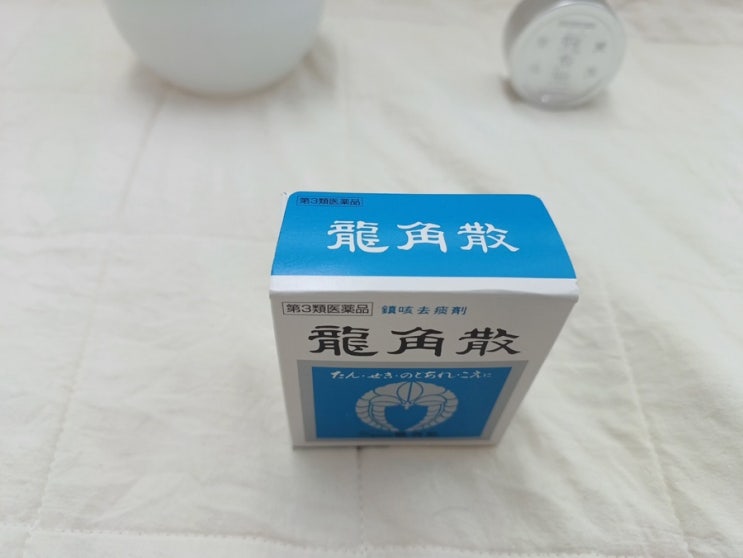 第3類医薬品
龍角散
第3類医薬品 鎮咳去痰剤
龍角散
たん・せき・のどあれ・こえに